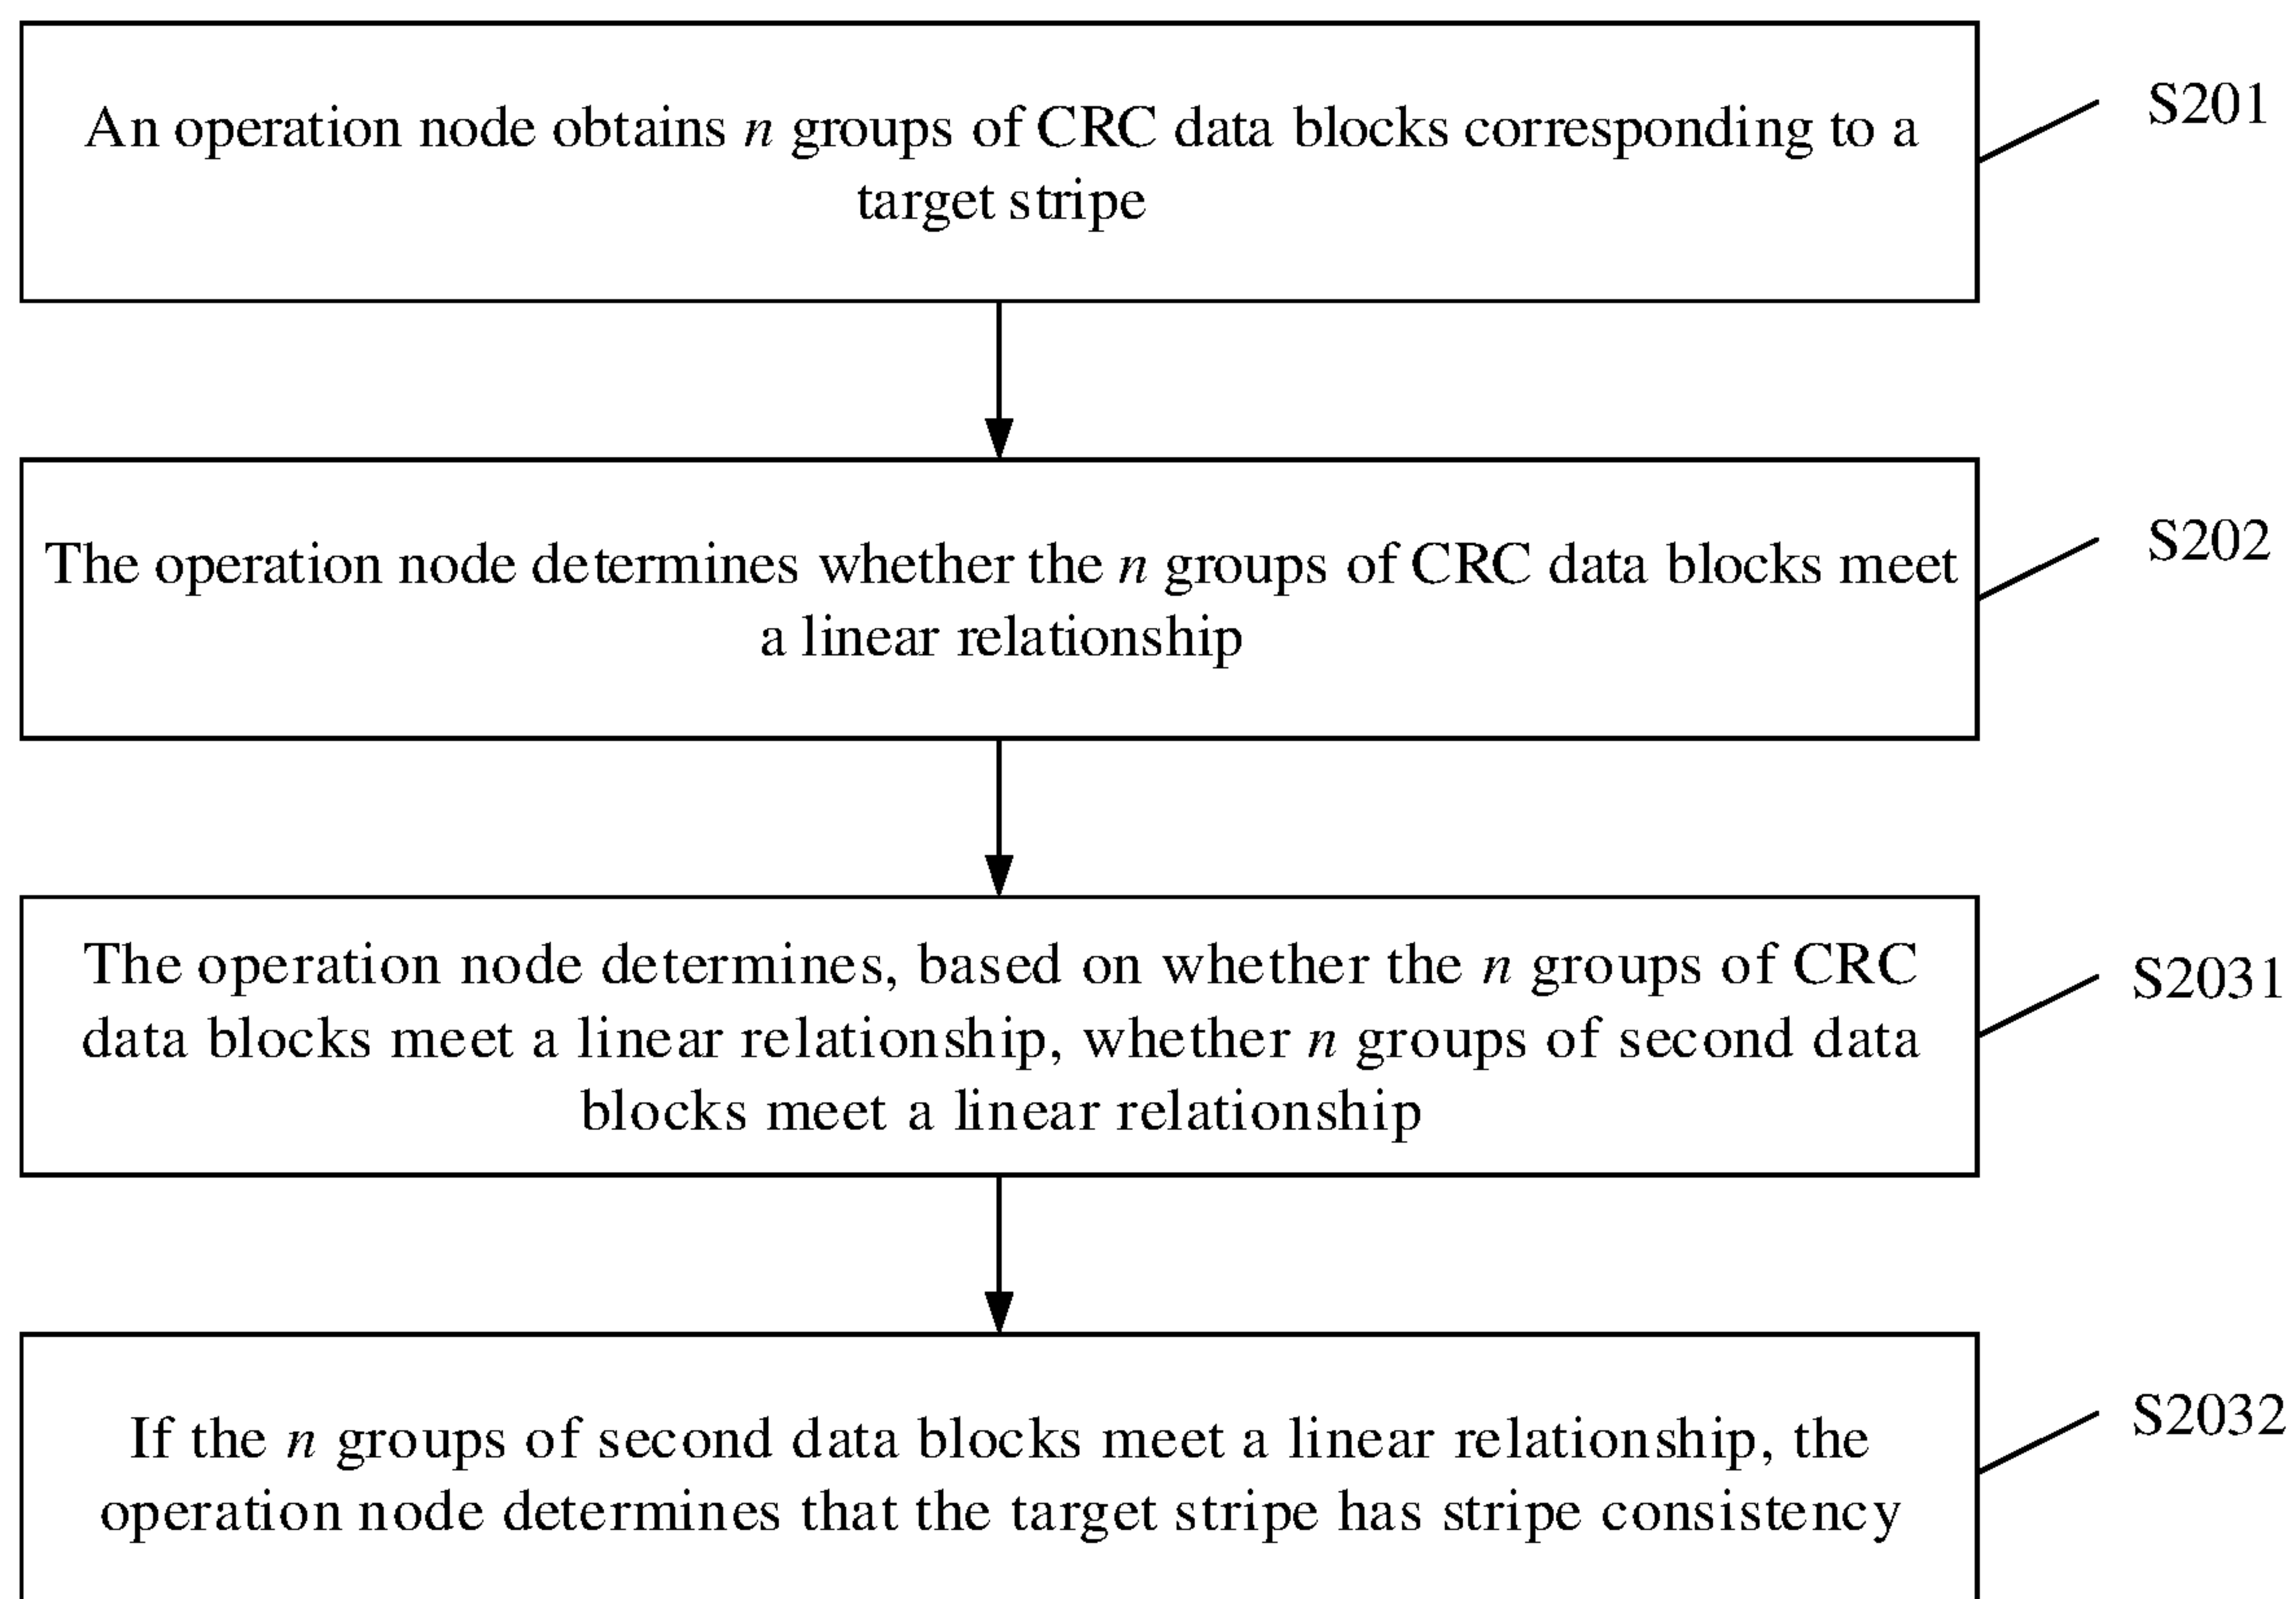 An operation node obtains n groups of CRC data blocks corresponding to a
target stripe
S201
The operation node determines whether the n groups of CRC data blocks meet
a linear relationship
S202
The operation node determines, based on whether the n groups of CRC
data blocks meet a linear relationship, whether n groups of second data
blocks meet a linear relationship
S2031
If the n groups of second data blocks meet a linear relationship, the
operation node determines that the target stripe has stripe consistency
S2032